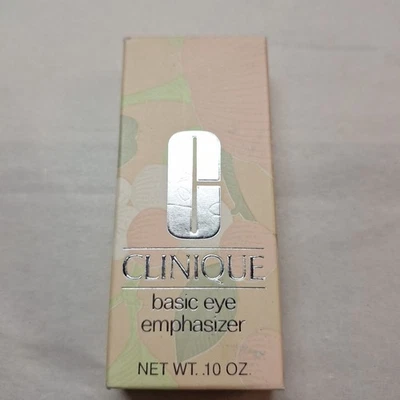 C
CLINIQUE
basic eye
emphasizer
NET WT. .10 OZ.